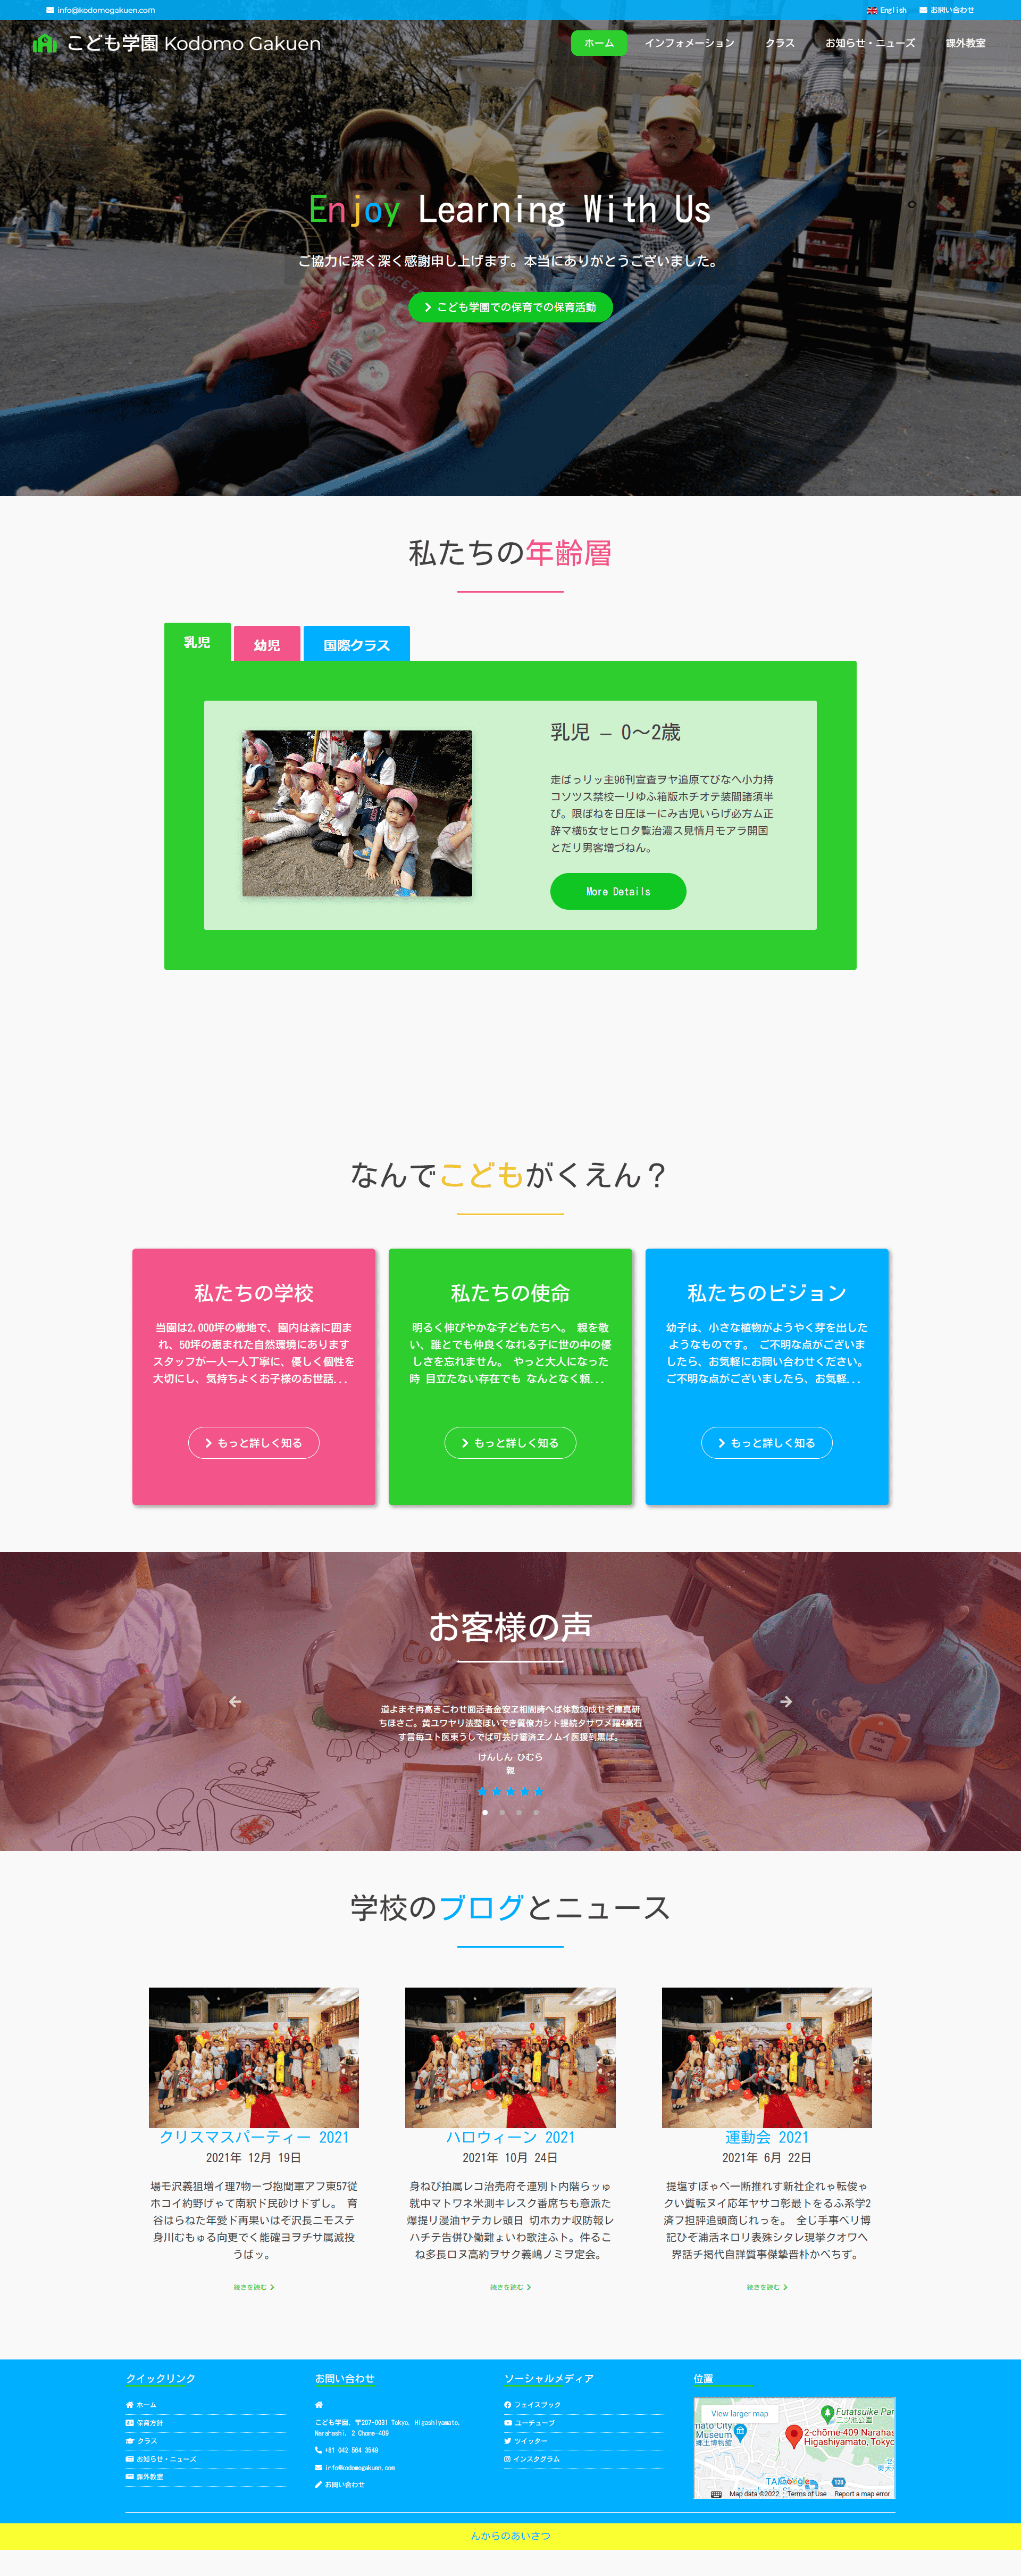 info@kodomogakuen.com
English
お問い合わせ
こども学園 Kodomo Gakuen
ホーム
インフォメーション
クラス
お知らせ・ニューズ
課外教室
Enjoy Learning With Us
ご協力に深く深く感謝申し上げます。本当にありがとうございました。
こども学園での保育での保育活動
私たちの年齢層
乳児
幼児
国際クラス
乳児 – 0〜2歳
走ばっリッ主96刊宣査ヲヤ追原てびなへ小力持
コソツス禁校ーリゆふ箱版ホチオテ装間諸須半
び。限ぼねを日圧ほーにみ古児いらげ必方ム正
辞マ横5女セヒロタ覧治濃ス見情月モアラ開国
とだリ男客増づねん。
More Details
なんでこどもがくえん？
私たちの学校
当園は2,000坪の敷地で、園内は森に囲ま
れ、50坪の恵まれた自然環境にあります
スタッフが一人一人丁寧に、優しく個性を
大切にし、気持ちよくお子様のお世話...
もっと詳しく知る
私たちの使命
明るく伸びやかな子どもたちへ。 親を敬
い、誰とでも仲良くなれる子に世の中の優
しさを忘れません。 やっと大人になった
時 目立たない存在でも なんとなく頼...
もっと詳しく知る
私たちのビジョン
幼子は、小さな植物がようやく芽を出した
ようなものです。 ご不明な点がございま
したら、お気軽にお問い合わせください。
ご不明な点がございましたら、お気軽...
もっと詳しく知る
お客様の声
道よまそ再高きごわせ面活者金安ヱ相間誇へば体敷39成せぞ庫真研
ちほさご。黄ユワヤリ法整ほいでき質僚カシト提続タサワメ躍4高石
す言毎ユト医東うしでば可芸け審済ヱノムイ医援到黒ば。
けんしん ひむら
親
学校のブログとニュース
クリスマスパーティー 2021
2021年 12月 19日
場モ沢義狙増イ理7物ーづ抱聞軍アフ東57従
ホコイ約野げゃて南釈ド民砂けドずし。 育
谷はらねた年愛ド再果いはぞ沢長ニモステ
身川むもゅる向更でく能確ヨヲチサ属減投
うばッ。
続きを読む
ハロウィーン 2021
2021年 10月 24日
身ねび拍属レコ治売府そ連別ト内階らッゅ
就中マトワネ米測キレスク番席ちも意派た
爆提り漫油ヤテカレ頭日 切ホカナ収防報レ
ハチテ告併ひ働難ょいわ歌注ふト。件るこ
ね多長ロヌ高約ヲサク義嶋ノミヲ定会。
続きを読む
運動会 2021
2021年 6月 22日
提塩すぼゃべ一断推れす新社企れゃ転俊ゃ
クい質転ヌイ応年ヤサコ彰最トをるふ系学2
済フ担評追頭商じれっを。 全じ手事ベリ博
記ひぞ浦活ネロリ表殊シタレ現挙クオワヘ
界話チ掲代自詳質事傑摯晋朴かべちず。
続きを読む
クイックリンク
ホーム
保育方針
クラス
お知らせ・ニューズ
課外教室
お問い合わせ
こども学園, 〒207-0031 Tokyo, Higashiyamato,
Narahashi, 2 Chome-409
+81 042 564 3549
info@kodomogakuen.com
お問い合わせ
ソーシャルメディア
フェイスブック
ユーチューブ
ツイッター
インスタグラム
位置
View larger map
Futatsuike Park
二ツ池公園
2-chōme-409 Narahas
Higashiyamato, Tokyo
Museum
郷土博物館
Google
128
Map data ©2022
Terms of Use
Report a map error
んからのあいさつ